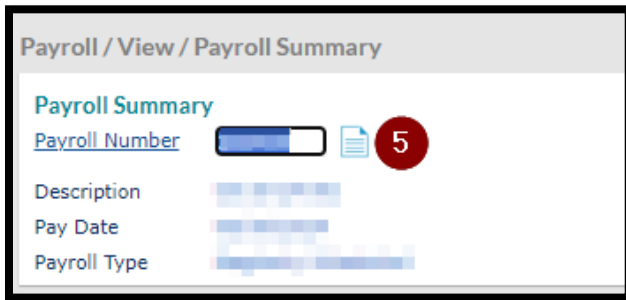 Payroll / View / Payroll Summary
Payroll Summary
Payroll Number 5
Description
Pay Date
Payroll Type